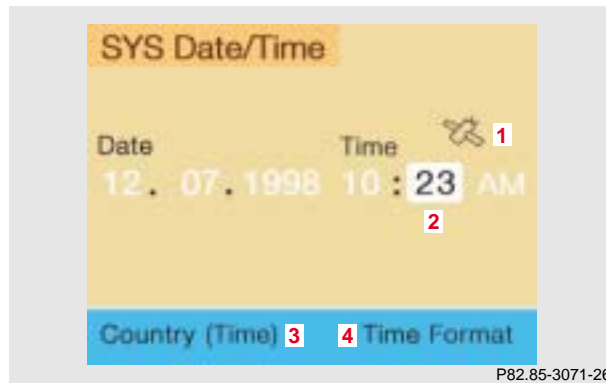 SYS Date/Time
1
Date Time
12. 07. 1998 10 : 23 AM
2
Country (Time) 3 4 Time Format
P82.85-3071-26